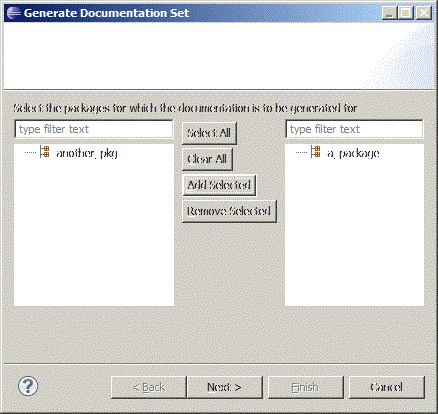 Generate Documentation Set
Select the packages for which the documentation is to be generated for
type filter text
type filter text
Select All
Clear All
Add Selected
Remove Selected
another_pkg
a_package
?
< Back
Next >
Finish
Cancel